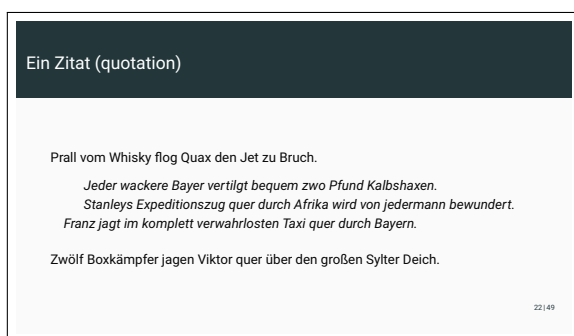 Ein Zitat (quotation)
Prall vom Whisky flog Quax den Jet zu Bruch.
Jeder wackere Bayer vertilgt bequem zwo Pfund Kalbshaxen.
Stanleys Expeditionszug quer durch Afrika wird von jedermann bewundert.
Franz jagt im komplett verwahrlosten Taxi quer durch Bayern.
Zwölf Boxkämpfer jagen Viktor quer über den großen Sylter Deich.
22|49